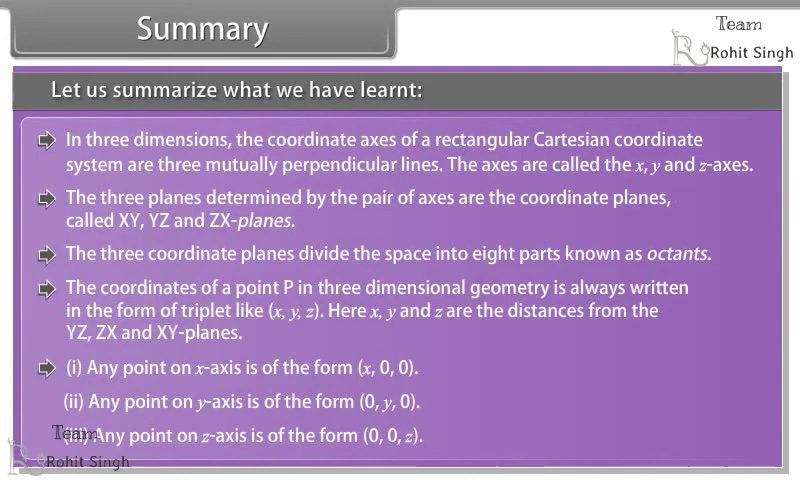 Summary
Team
Rohit Singh
Let us summarize what we have learnt:
In three dimensions, the coordinate axes of a rectangular Cartesian coordinate
system are three mutually perpendicular lines. The axes are called the x, y and z-axes.
The three planes determined by the pair of axes are the coordinate planes,
called XY, YZ and ZX-planes.
The three coordinate planes divide the space into eight parts known as octants.
The coordinates of a point P in three dimensional geometry is always written
in the form of triplet like (x, y, z). Here x, y and z are the distances from the
YZ, ZX and XY-planes.
(i) Any point on x-axis is of the form (x, 0, 0).
(ii) Any point on y-axis is of the form (0, y, 0).
(iii) Any point on z-axis is of the form (0, 0, z).
Team
Rohit Singh